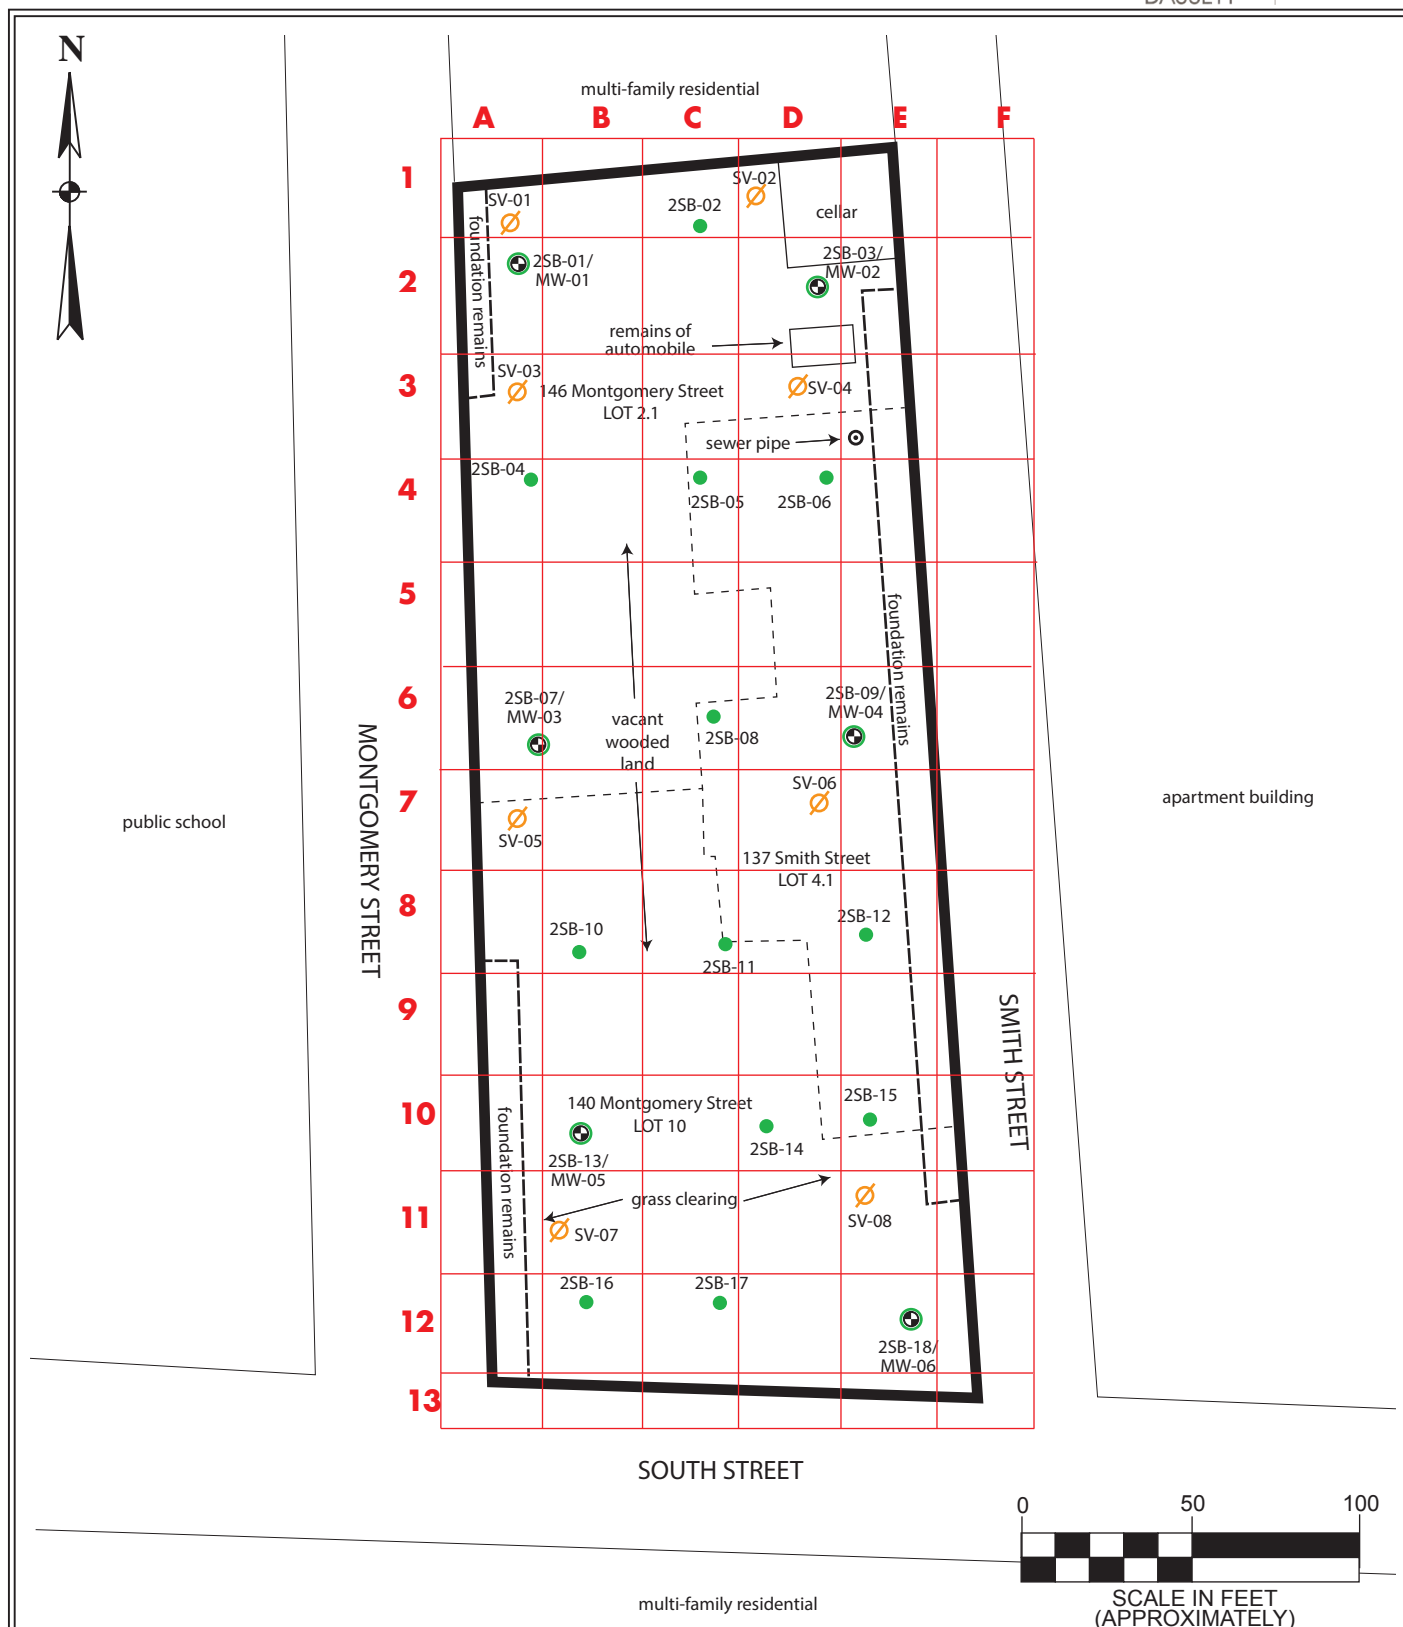 N
multi-family residential
A B C D E F
1
SV-01
2SB-02
SV-02
cellar
foundation remains
2
2SB-01/
MW-01
2SB-03/
MW-02
remains of
automobile
3
SV-03
146 Montgomery Street
LOT 2.1
SV-04
sewer pipe
4
2SB-04
2SB-05
2SB-06
5
foundation remains
6
2SB-07/
MW-03
vacant
wooded
land
2SB-08
2SB-09/
MW-04
MONTGOMERY STREET
7
SV-05
SV-06
public school
apartment building
137 Smith Street
LOT 4.1
8
2SB-10
2SB-11
2SB-12
9
SMITH STREET
10
140 Montgomery Street
LOT 10
2SB-13/
MW-05
2SB-14
2SB-15
foundation remains
11
grass clearing
SV-07
SV-08
12
2SB-16
2SB-17
2SB-18/
MW-06
13
SOUTH STREET
0 50 100
SCALE IN FEET
(APPROXIMATELY)
multi-family residential